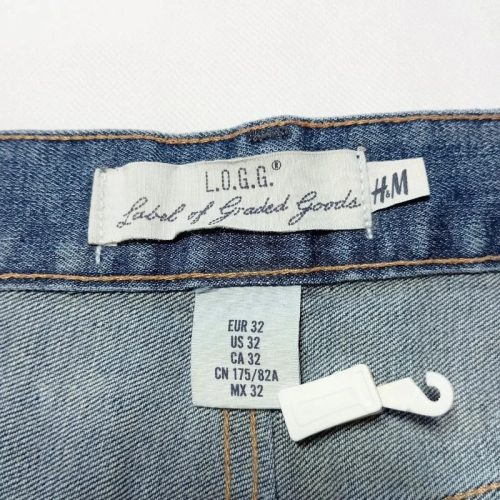 L.O.G.G.®
Label of Graded Goods
H&M
EUR 32
US 32
CA 32
CN 175/82A
MX 32